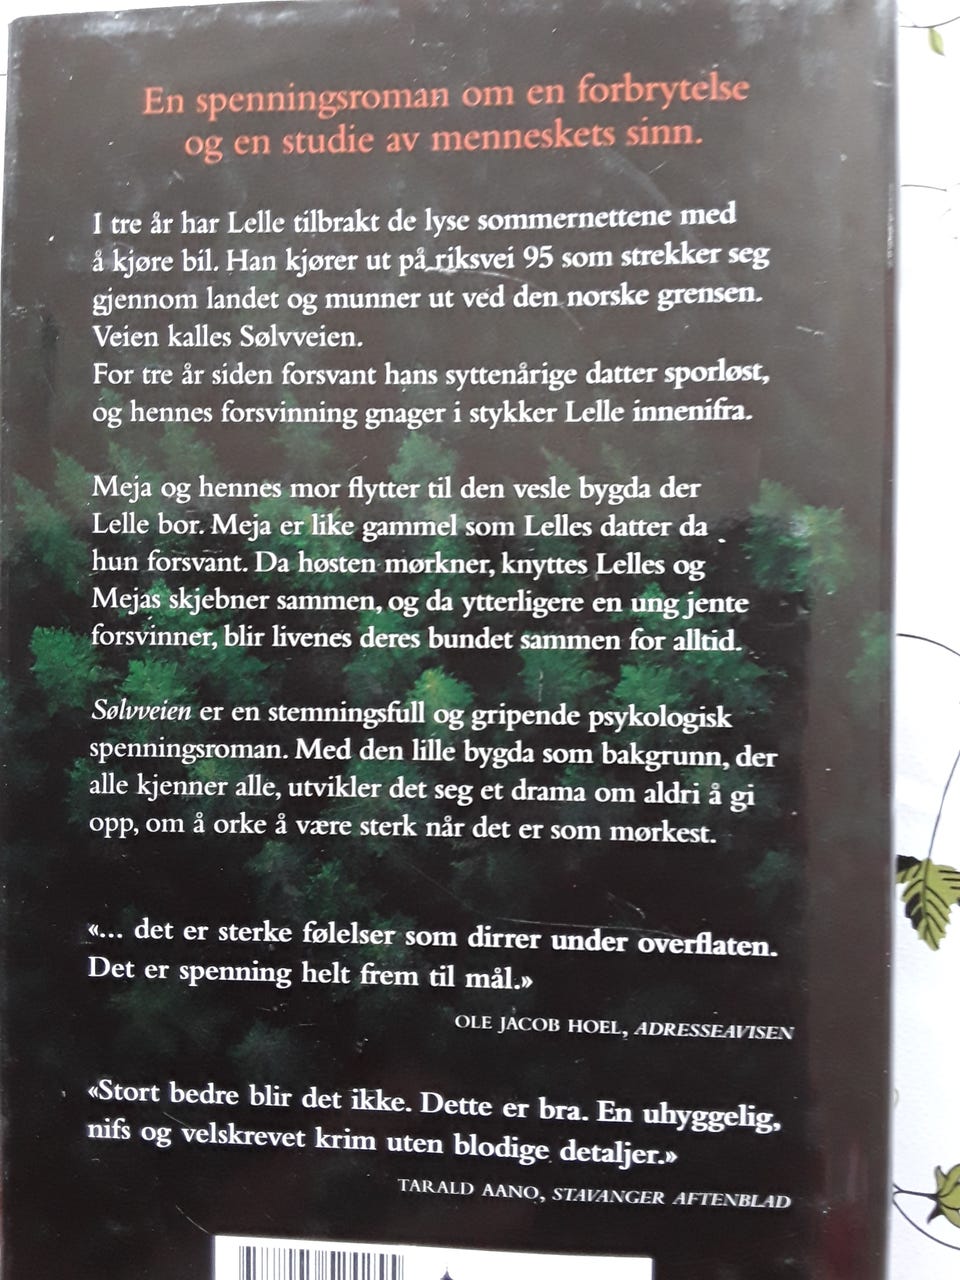 En spenningsroman om en forbrytelse
og en studie av menneskets sinn.
I tre år har Lelle tilbrakt de lyse sommernettene med
å kjøre bil. Han kjører ut på riksvei 95 som strekker seg
gjennom landet og munner ut ved den norske grensen.
Veien kalles Sølvveien.
For tre år siden forsvant hans syttenårige datter sporløst,
og hennes forsvinning gnager i stykker Lelle innenifra.
Meja og hennes mor flytter til den vesle bygda der
Lelle bor. Meja er like gammel som Lelles datter da
hun forsvant. Da høsten mørkner, knyttes Lelles og
Mejas skjebner sammen, og da ytterligere en ung jente
forsvinner, blir livenes deres bundet sammen for alltid.
Sølvveien er en stemningsfull og gripende psykologisk
spenningsroman. Med den lille bygda som bakgrunn, der
alle kjenner alle, utvikler det seg et drama om aldri å gi
opp, om å orke å være sterk når det er som mørkest.
«... det er sterke følelser som dirrer under overflaten.
Det er spenning helt frem til mål.»
OLE JACOB HOEL, ADRESSEAVISEN
«Stort bedre blir det ikke. Dette er bra. En uhyggelig,
nifs og velskrevet krim uten blodige detaljer.»
TARALD AANO, STAVANGER AFTENBLAD